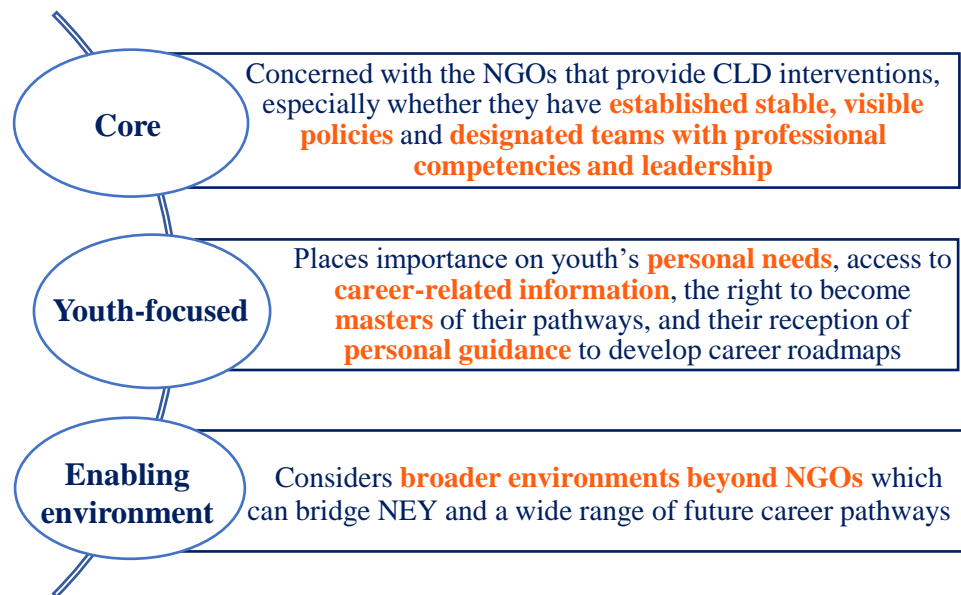 Core
Concerned with the NGOs that provide CLD interventions,
especially whether they have established stable, visible
policies and designated teams with professional
competencies and leadership
Youth-focused
Places importance on youth’s personal needs, access to
career-related information, the right to become
masters of their pathways, and their reception of
personal guidance to develop career roadmaps
Enabling
environment
Considers broader environments beyond NGOs which
can bridge NEY and a wide range of future career pathways